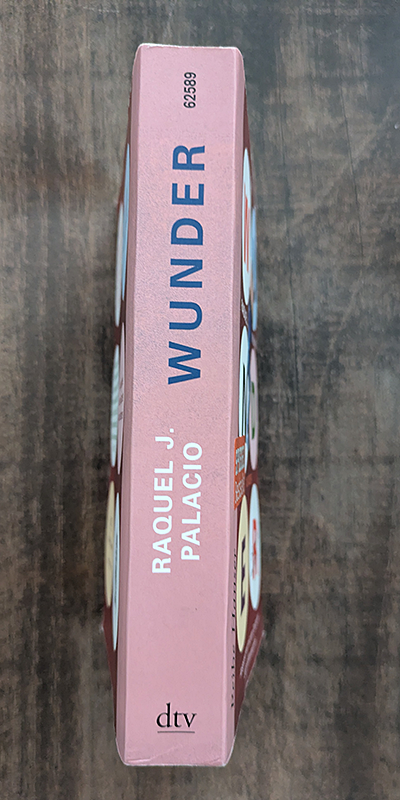 RAQUEL J.
PALACIO
WUNDER
62589
dtv